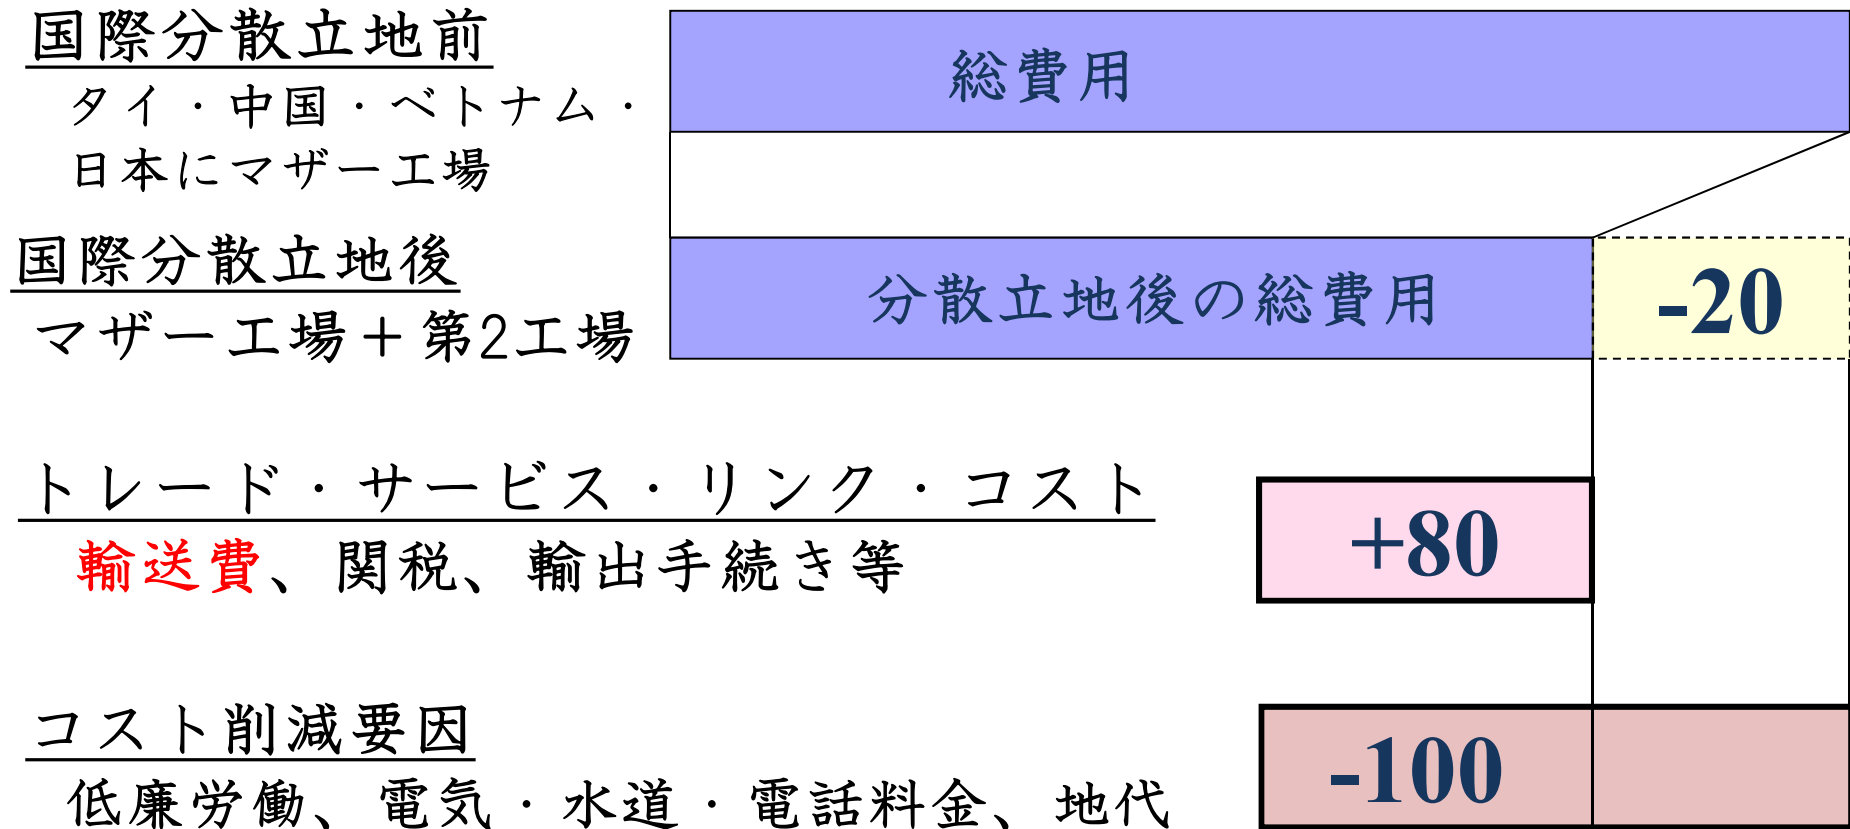 国際分散立地前
タイ・中国・ベトナム・
日本にマザー工場
総費用
国際分散立地後
マザー工場＋第2工場
分散立地後の総費用
-20
トレード・サービス・リンク・コスト
輸送費、関税、輸出手続き等
+80
コスト削減要因
低廉労働、電気・水道・電話料金、地代
-100